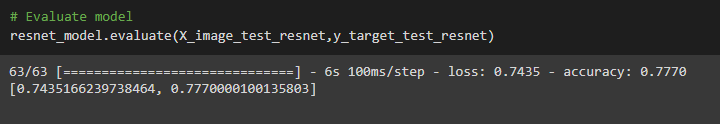 # Evaluate model
resnet_model.evaluate(X_image_test_resnet,y_target_test_resnet)
63/63 [==============================] - 6s 100ms/step - loss: 0.7435 - accuracy: 0.7770
[0.7435166239738464, 0.7770000100135803]